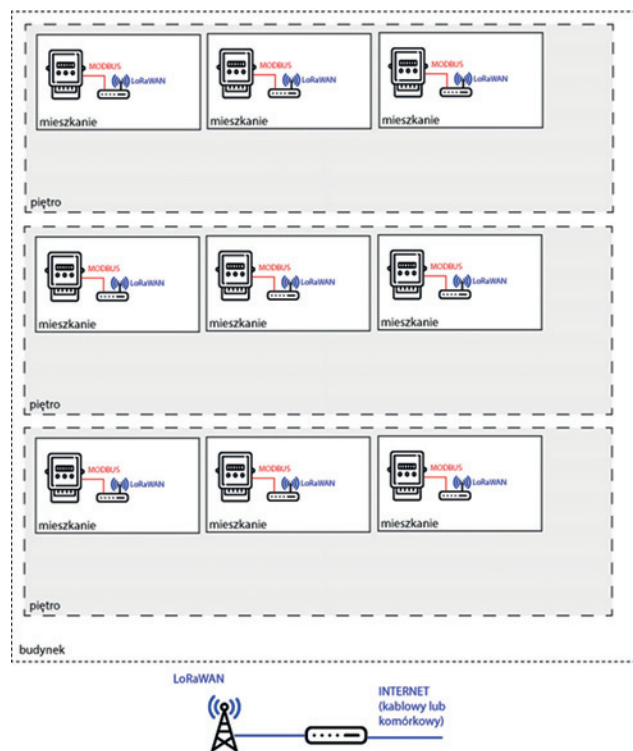 MODBUS LoRaWAN MODBUS LoRaWAN MODBUS LoRaWAN
mieszkanie mieszkanie mieszkanie
piętro
MODBUS LoRaWAN MODBUS LoRaWAN MODBUS LoRaWAN
mieszkanie mieszkanie mieszkanie
piętro
MODBUS LoRaWAN MODBUS LoRaWAN MODBUS LoRaWAN
mieszkanie mieszkanie mieszkanie
piętro
budynek
LoRaWAN
INTERNET
(kablowy lub
komórkowy)